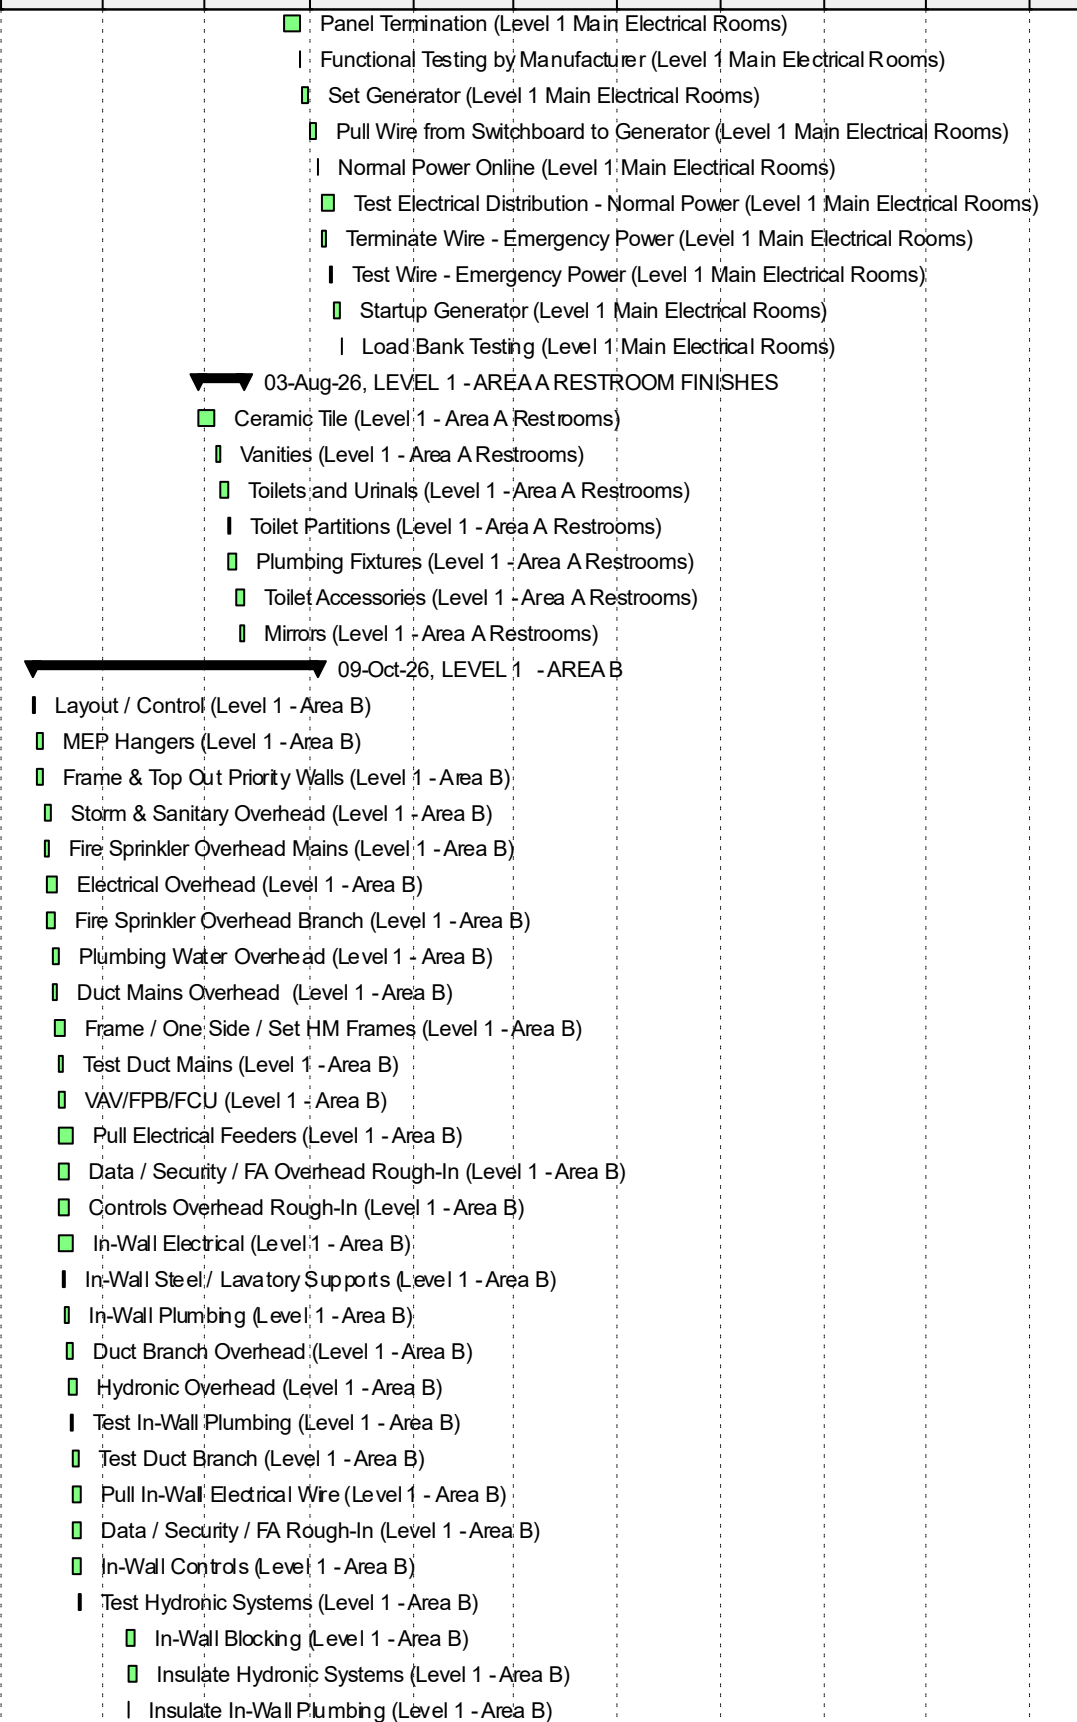 Panel Termination (Level 1 Main Electrical Rooms)
Functional Testing by Manufacturer (Level 1 Main Electrical Rooms)
Set Generator (Level 1 Main Electrical Rooms)
Pull Wire from Switchboard to Generator (Level 1 Main Electrical Rooms)
Normal Power Online (Level 1 Main Electrical Rooms)
Test Electrical Distribution - Normal Power (Level 1 Main Electrical Rooms)
Terminate Wire - Emergency Power (Level 1 Main Electrical Rooms)
Test Wire - Emergency Power (Level 1 Main Electrical Rooms)
Startup Generator (Level 1 Main Electrical Rooms)
Load Bank Testing (Level 1 Main Electrical Rooms)
03-Aug-26, LEVEL 1 - AREA A RESTROOM FINISHES
Ceramic Tile (Level 1 - Area A Restrooms)
Vanities (Level 1 - Area A Restrooms)
Toilets and Urinals (Level 1 - Area A Restrooms)
Toilet Partitions (Level 1 - Area A Restrooms)
Plumbing Fixtures (Level 1 - Area A Restrooms)
Toilet Accessories (Level 1 - Area A Restrooms)
Mirrors (Level 1 - Area A Restrooms)
09-Oct-26, LEVEL 1 - AREA B
Layout / Control (Level 1 - Area B)
MEP Hangers (Level 1 - Area B)
Frame & Top Out Priority Walls (Level 1 - Area B)
Storm & Sanitary Overhead (Level 1 - Area B)
Fire Sprinkler Overhead Mains (Level 1 - Area B)
Electrical Overhead (Level 1 - Area B)
Fire Sprinkler Overhead Branch (Level 1 - Area B)
Plumbing Water Overhead (Level 1 - Area B)
Duct Mains Overhead (Level 1 - Area B)
Frame / One Side / Set HM Frames (Level 1 - Area B)
Test Duct Mains (Level 1 - Area B)
VAV/FPB/FCU (Level 1 - Area B)
Pull Electrical Feeders (Level 1 - Area B)
Data / Security / FA Overhead Rough-In (Level 1 - Area B)
Controls Overhead Rough-In (Level 1 - Area B)
In-Wall Electrical (Level 1 - Area B)
In-Wall Steel / Lavatory Supports (Level 1 - Area B)
In-Wall Plumbing (Level 1 - Area B)
Duct Branch Overhead (Level 1 - Area B)
Hydronic Overhead (Level 1 - Area B)
Test In-Wall Plumbing (Level 1 - Area B)
Test Duct Branch (Level 1 - Area B)
Pull In-Wall Electrical Wire (Level 1 - Area B)
Data / Security / FA Rough-In (Level 1 - Area B)
In-Wall Controls (Level 1 - Area B)
Test Hydronic Systems (Level 1 - Area B)
In-Wall Blocking (Level 1 - Area B)
Insulate Hydronic Systems (Level 1 - Area B)
Insulate In-Wall Plumbing (Level 1 - Area B)